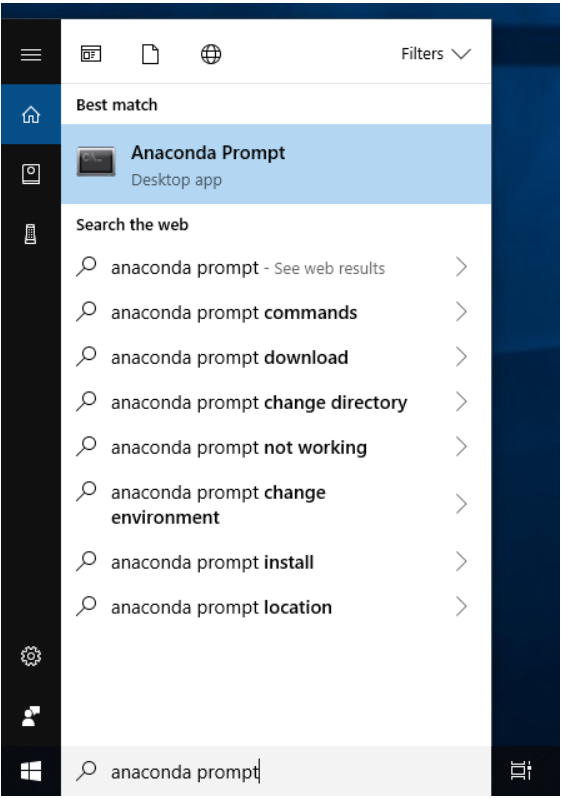 Filters
Best match
Anaconda Prompt
Desktop app
Search the web
anaconda prompt - See web results
anaconda prompt commands
anaconda prompt download
anaconda prompt change directory
anaconda prompt not working
anaconda prompt change
environment
anaconda prompt install
anaconda prompt location
anaconda prompt